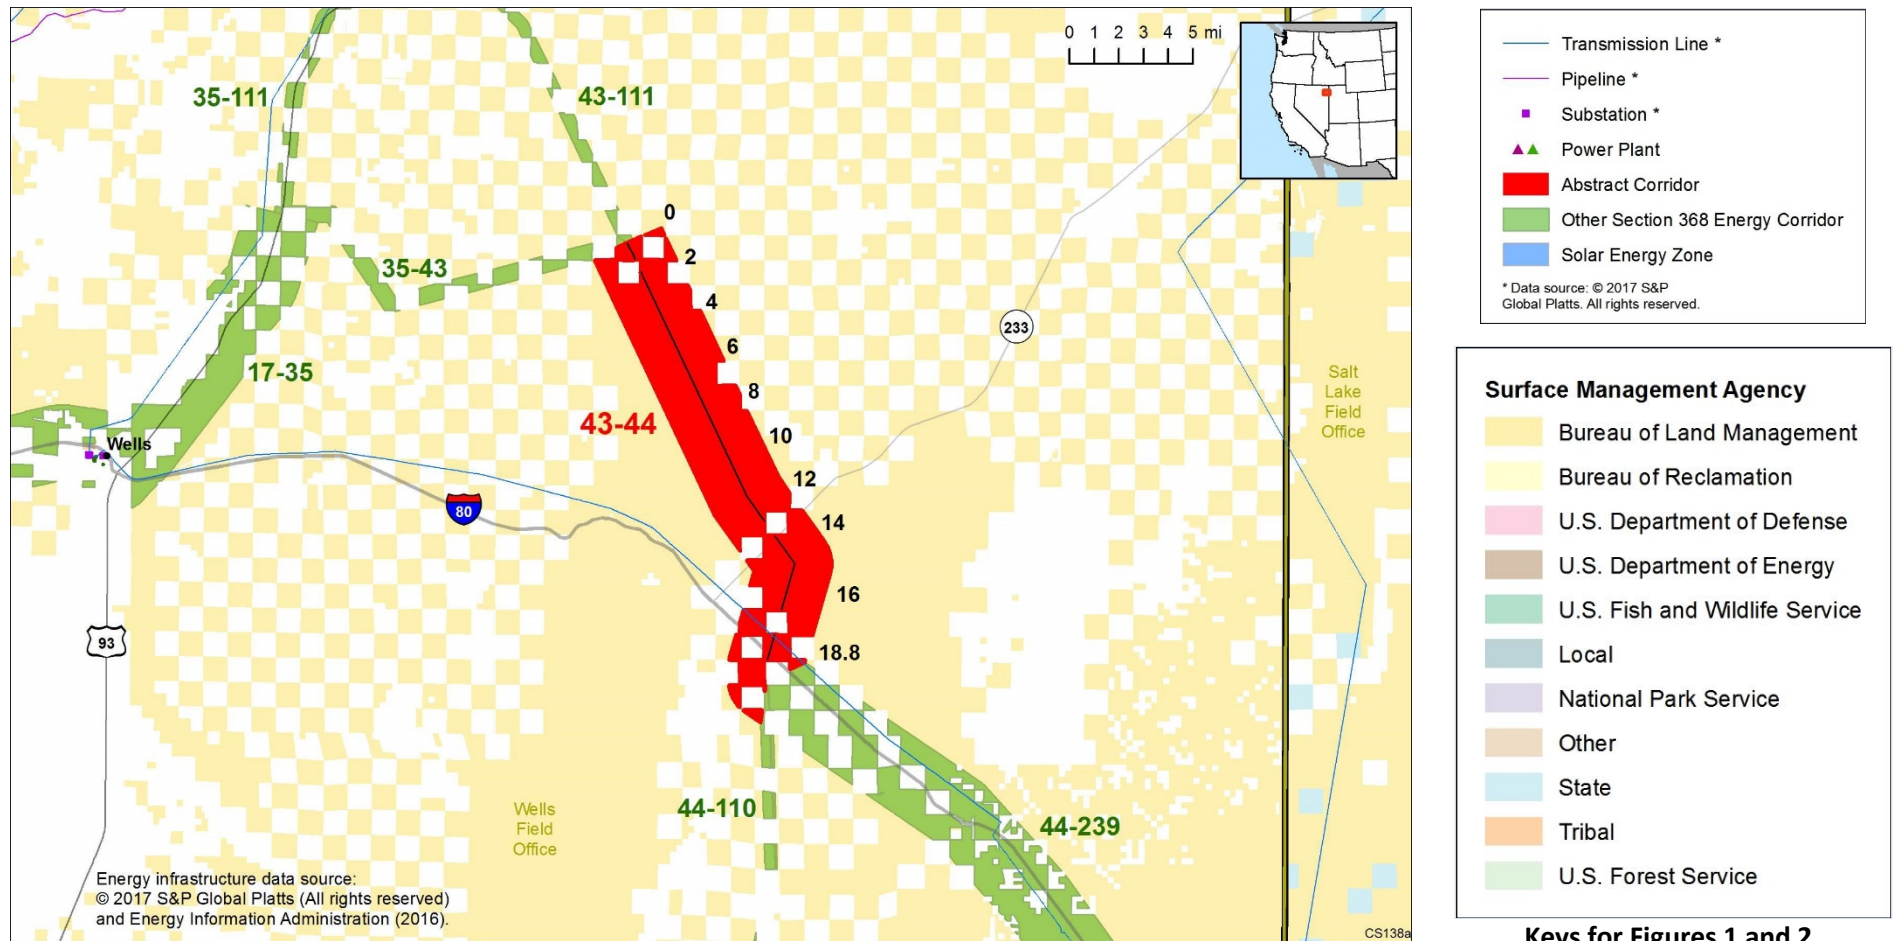 0 1 2 3 4 5 mi
35-111
43-111
0
2
35-43
4
6
233
17-35
8
43-44
10
Wells
12
80
14
16
93
18.8
Salt
Lake
Field
Office
44-110
Wells
Field
Office
44-239
Energy infrastructure data source:
© 2017 S&P Global Platts (All rights reserved)
and Energy Information Administration (2016).
CS138a
Transmission Line *
Pipeline *
Substation *
Power Plant
Abstract Corridor
Other Section 368 Energy Corridor
Solar Energy Zone
* Data source: © 2017 S&P
Global Platts. All rights reserved.
Surface Management Agency
Bureau of Land Management
Bureau of Reclamation
U.S. Department of Defense
U.S. Department of Energy
U.S. Fish and Wildlife Service
Local
National Park Service
Other
State
Tribal
U.S. Forest Service
Keys for Figures 1 and 2